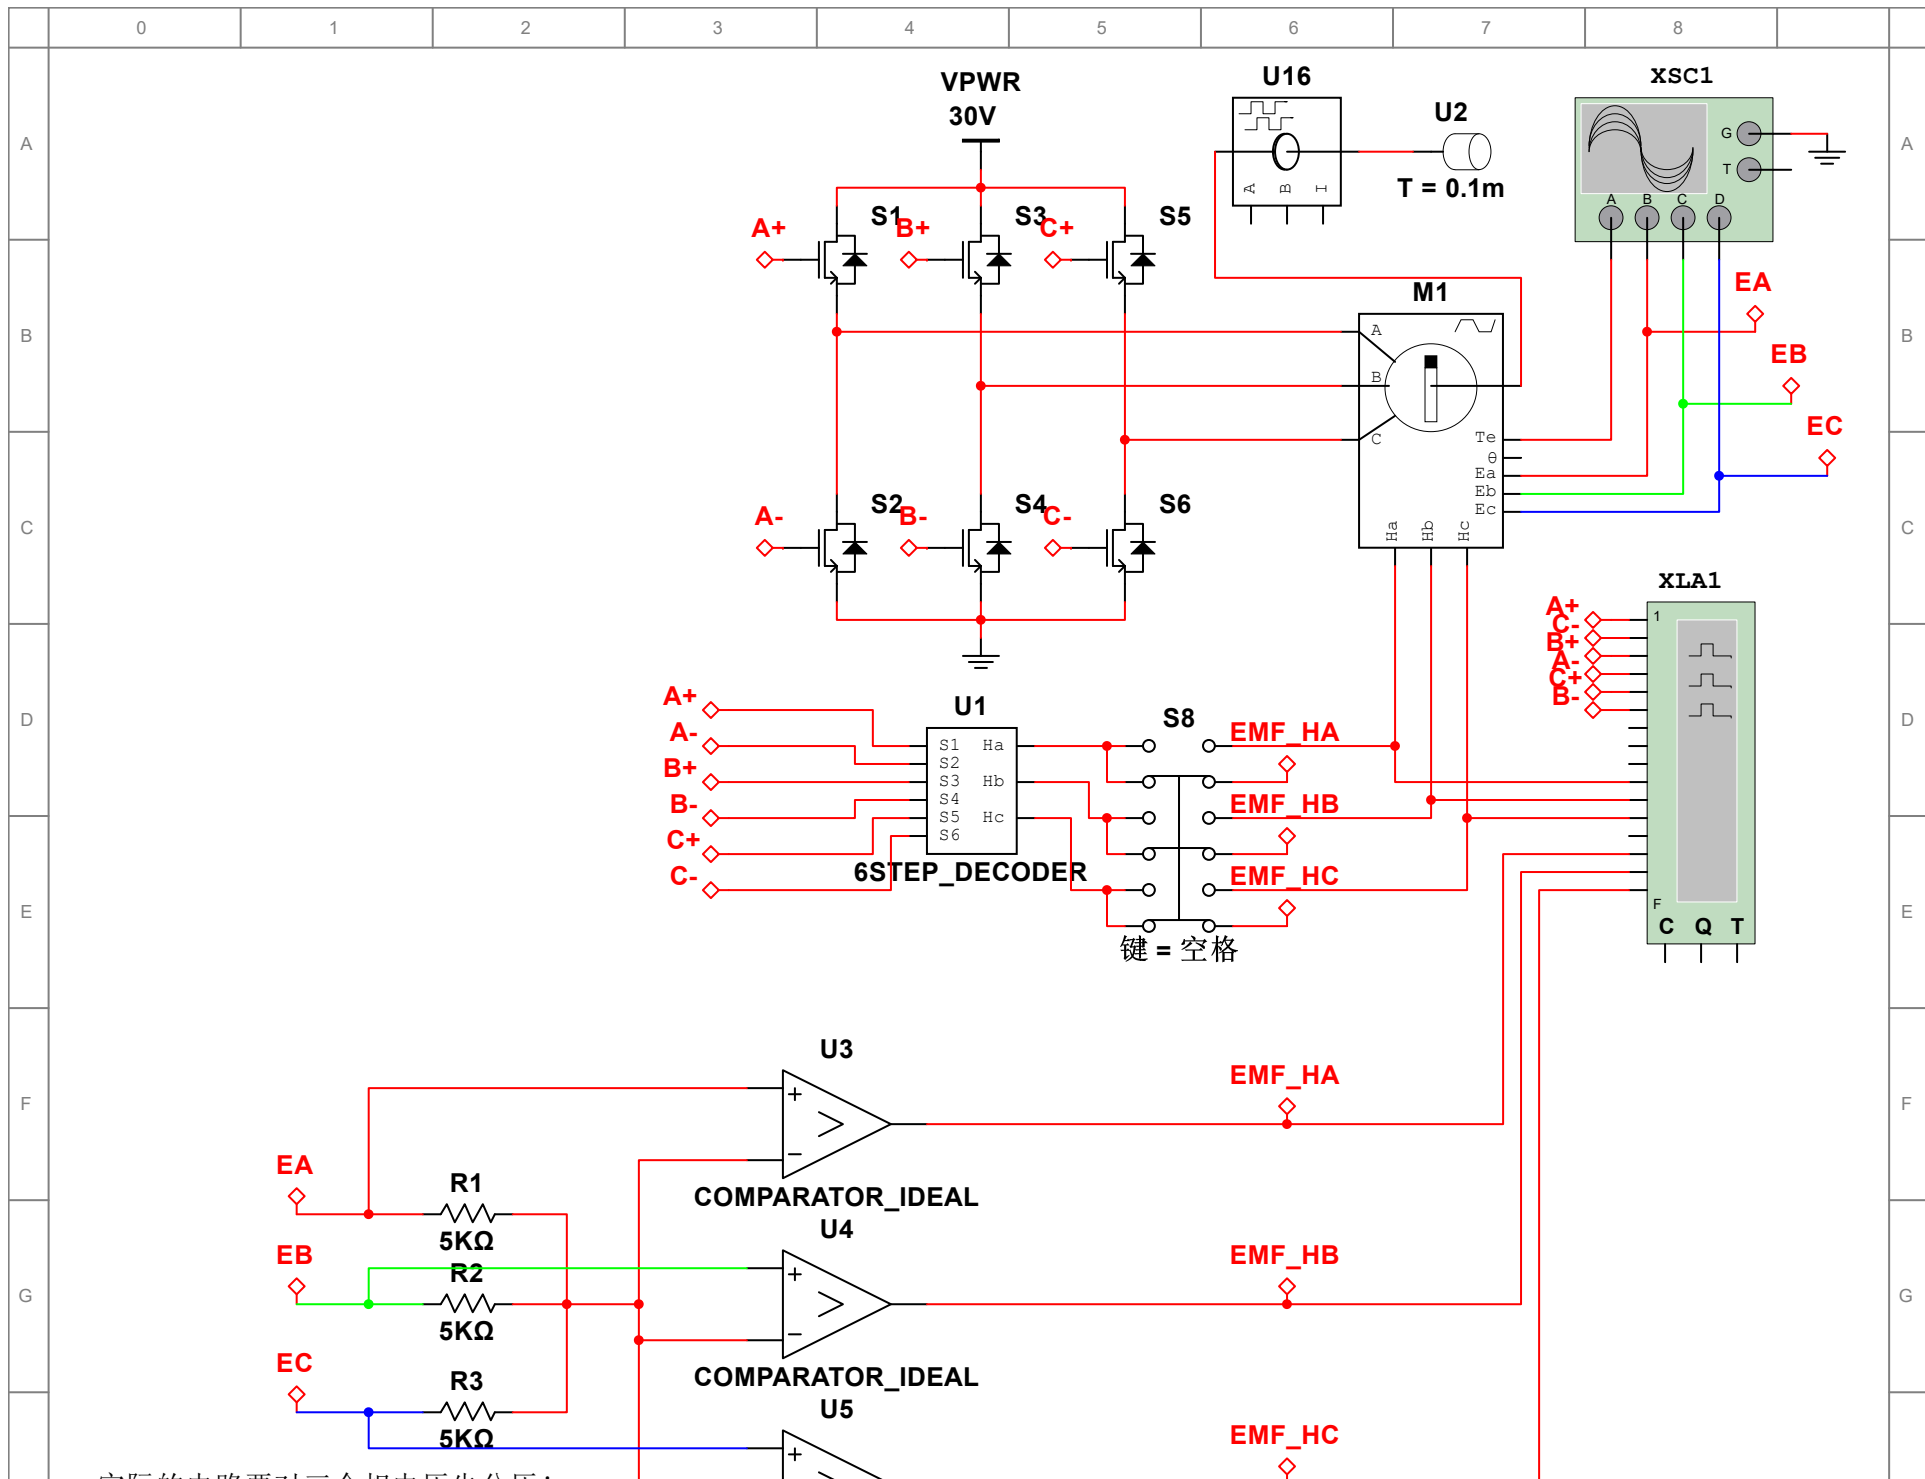 0 1 2 3 4 5 6 7 8
A A
B B
C C
D D
E E
F F
G G
VPWR
30V
U16
A B I
U2
T = 0.1m
XSC1
G
T
A B C D
S1 S3 S5
A+ B+ C+
M1
A
B
C
Te
θ
Ea
Eb
Ec
Ha Hb Hc
EA
EB
EC
S2 S4 S6
A- B- C-
XLA1
A+
C-
B+
A-
C+
B-
1
F
C Q T
A+
A-
B+
B-
C+
C-
U1
S1 Ha
S2
S3 Hb
S4
S5 Hc
S6
6STEP_DECODER
S8
键 = 空格
EMF_HA
EMF_HB
EMF_HC
U3
+
−
COMPARATOR_IDEAL
EMF_HA
EA
R1
5KΩ
U4
+
−
COMPARATOR_IDEAL
EMF_HB
EB
R2
5KΩ
EC
R3
5KΩ
U5
+
EMF_HC